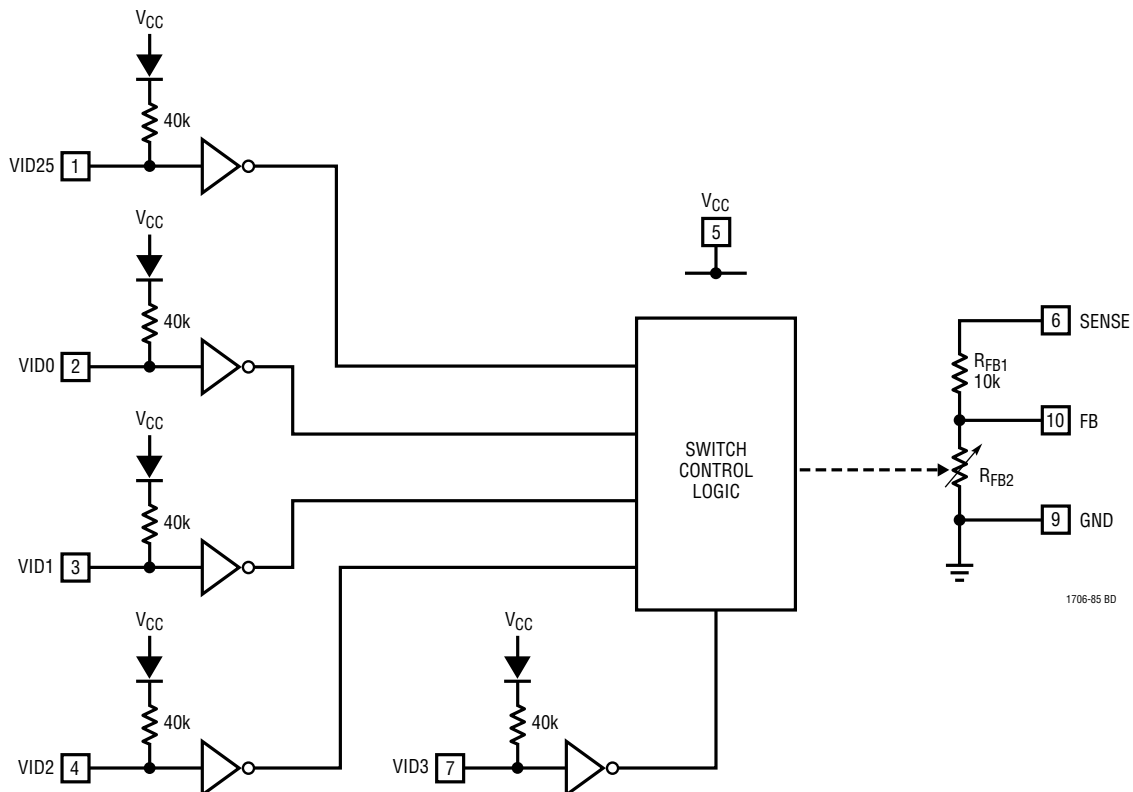 VCC
40k
VID25 1
VCC
40k
VID0 2
VCC
40k
VID1 3
VCC
40k
VID2 4
VCC
40k
VID3 7
VCC
5
SWITCH
CONTROL
LOGIC
6 SENSE
RFB1
10k
10 FB
RFB2
9 GND
1706-85 BD